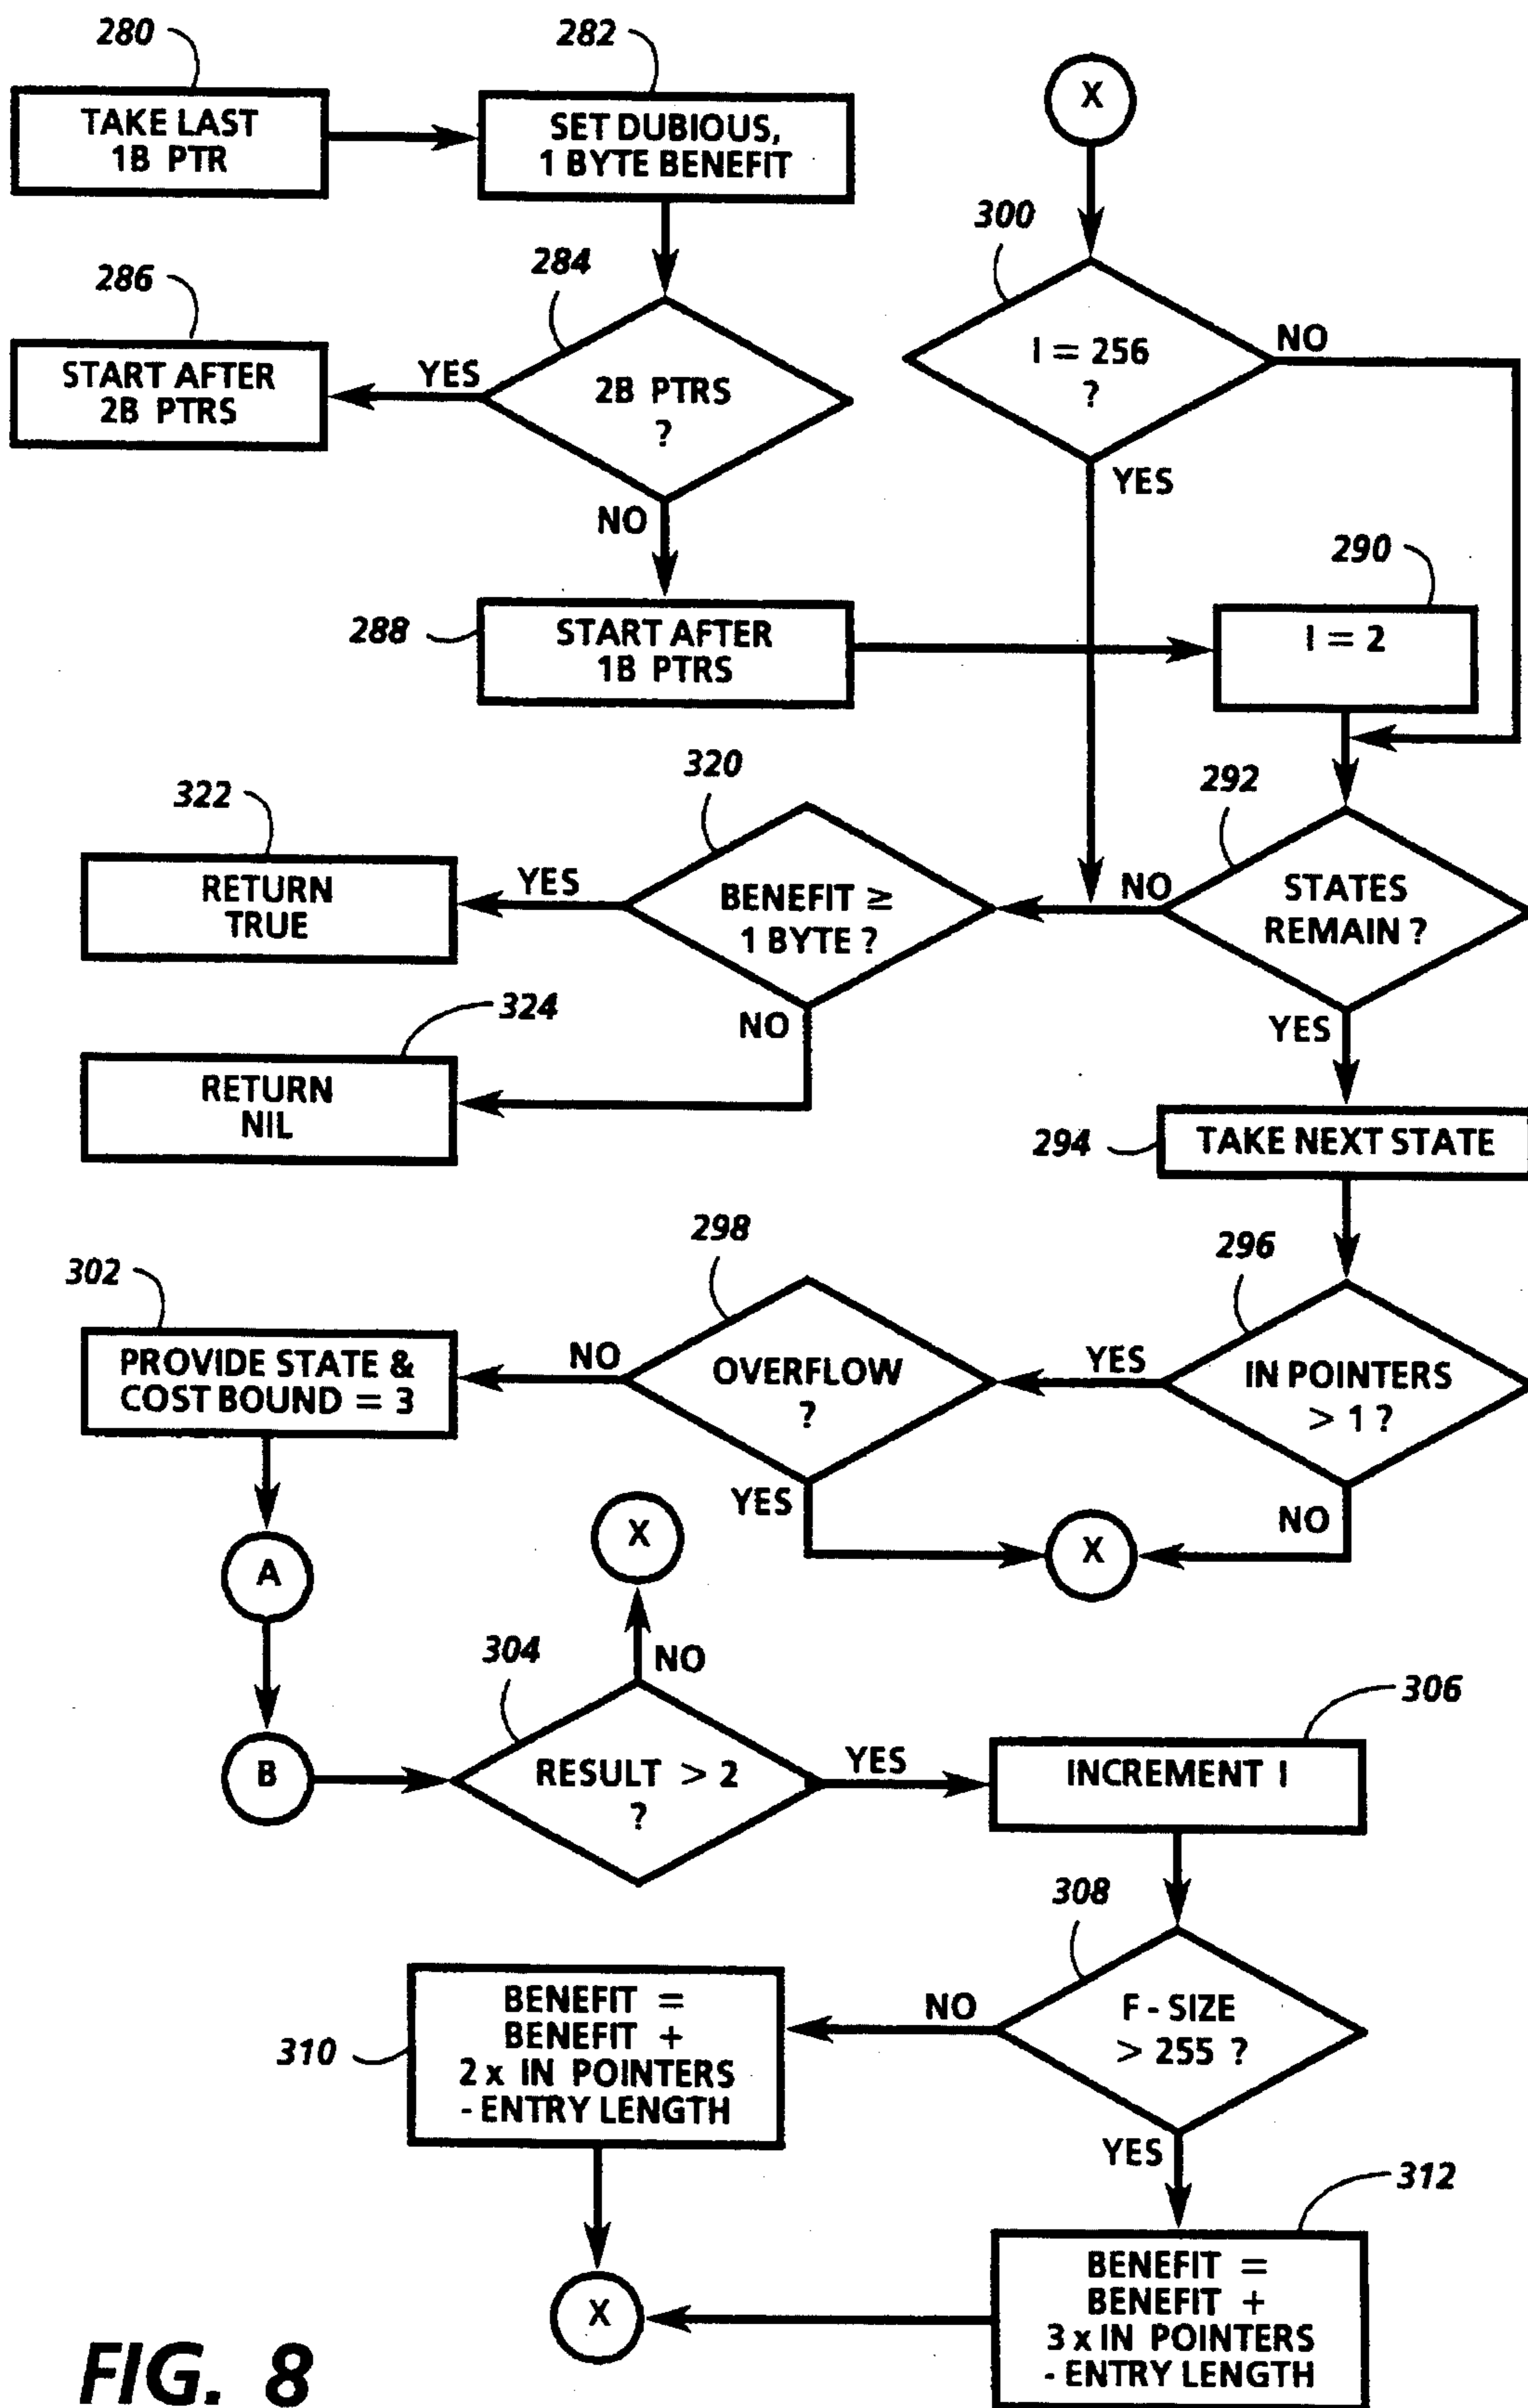 280
282
TAKE LAST
1B PTR
SET DUBIOUS,
1 BYTE BENEFIT
X
300
284
286
I = 256
?
NO
YES
START AFTER
2B PTRS
YES
2B PTRS
?
NO
290
I = 2
288
START AFTER
1B PTRS
320
322
292
RETURN
TRUE
YES
BENEFIT ≥
1 BYTE ?
NO
NO
STATES
REMAIN ?
YES
324
RETURN
NIL
294
TAKE NEXT STATE
298
296
302
PROVIDE STATE &
COST BOUND = 3
NO
OVERFLOW
?
YES
YES
IN POINTERS
> 1 ?
NO
X
X
A
304
NO
306
B
RESULT > 2
?
YES
INCREMENT I
308
310
BENEFIT =
BENEFIT +
2 x IN POINTERS
- ENTRY LENGTH
NO
F - SIZE
> 255 ?
YES
312
X
BENEFIT =
BENEFIT +
3 x IN POINTERS
- ENTRY LENGTH
FIG. 8